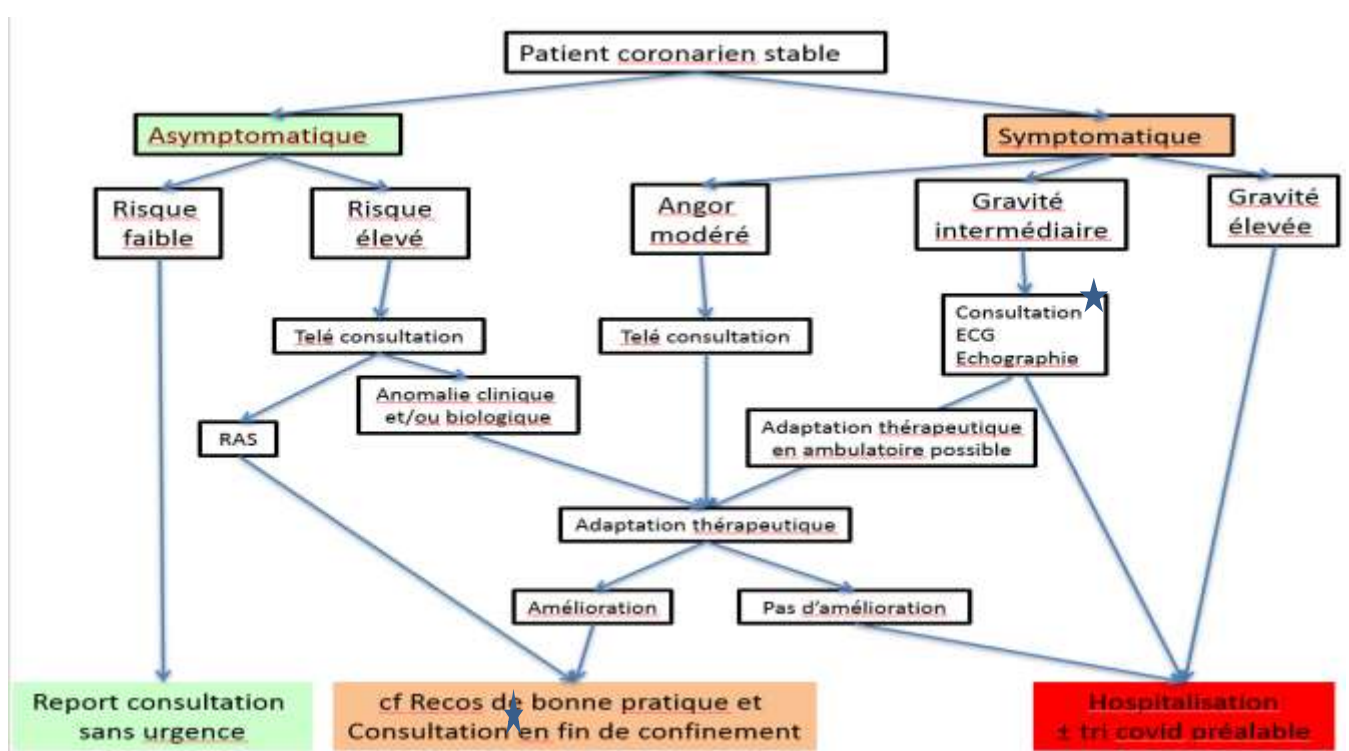 Patient coronarien stable
Asymptomatique
Symptomatique
Risque
faible
Risque
élevé
Angor
modéré
Gravité
intermédiaire
Gravité
élevée
Telé consultation
Telé consultation
Consultation
ECG
Echographie
Anomalie clinique
et/ou biologique
RAS
Adaptation thérapeutique
en ambulatoire possible
Adaptation thérapeutique
Amélioration
Pas d'amélioration
Report consultation
sans urgence
cf Recos de bonne pratique et
Consultation en fin de confinement
Hospitalisation
± tri covid préalable